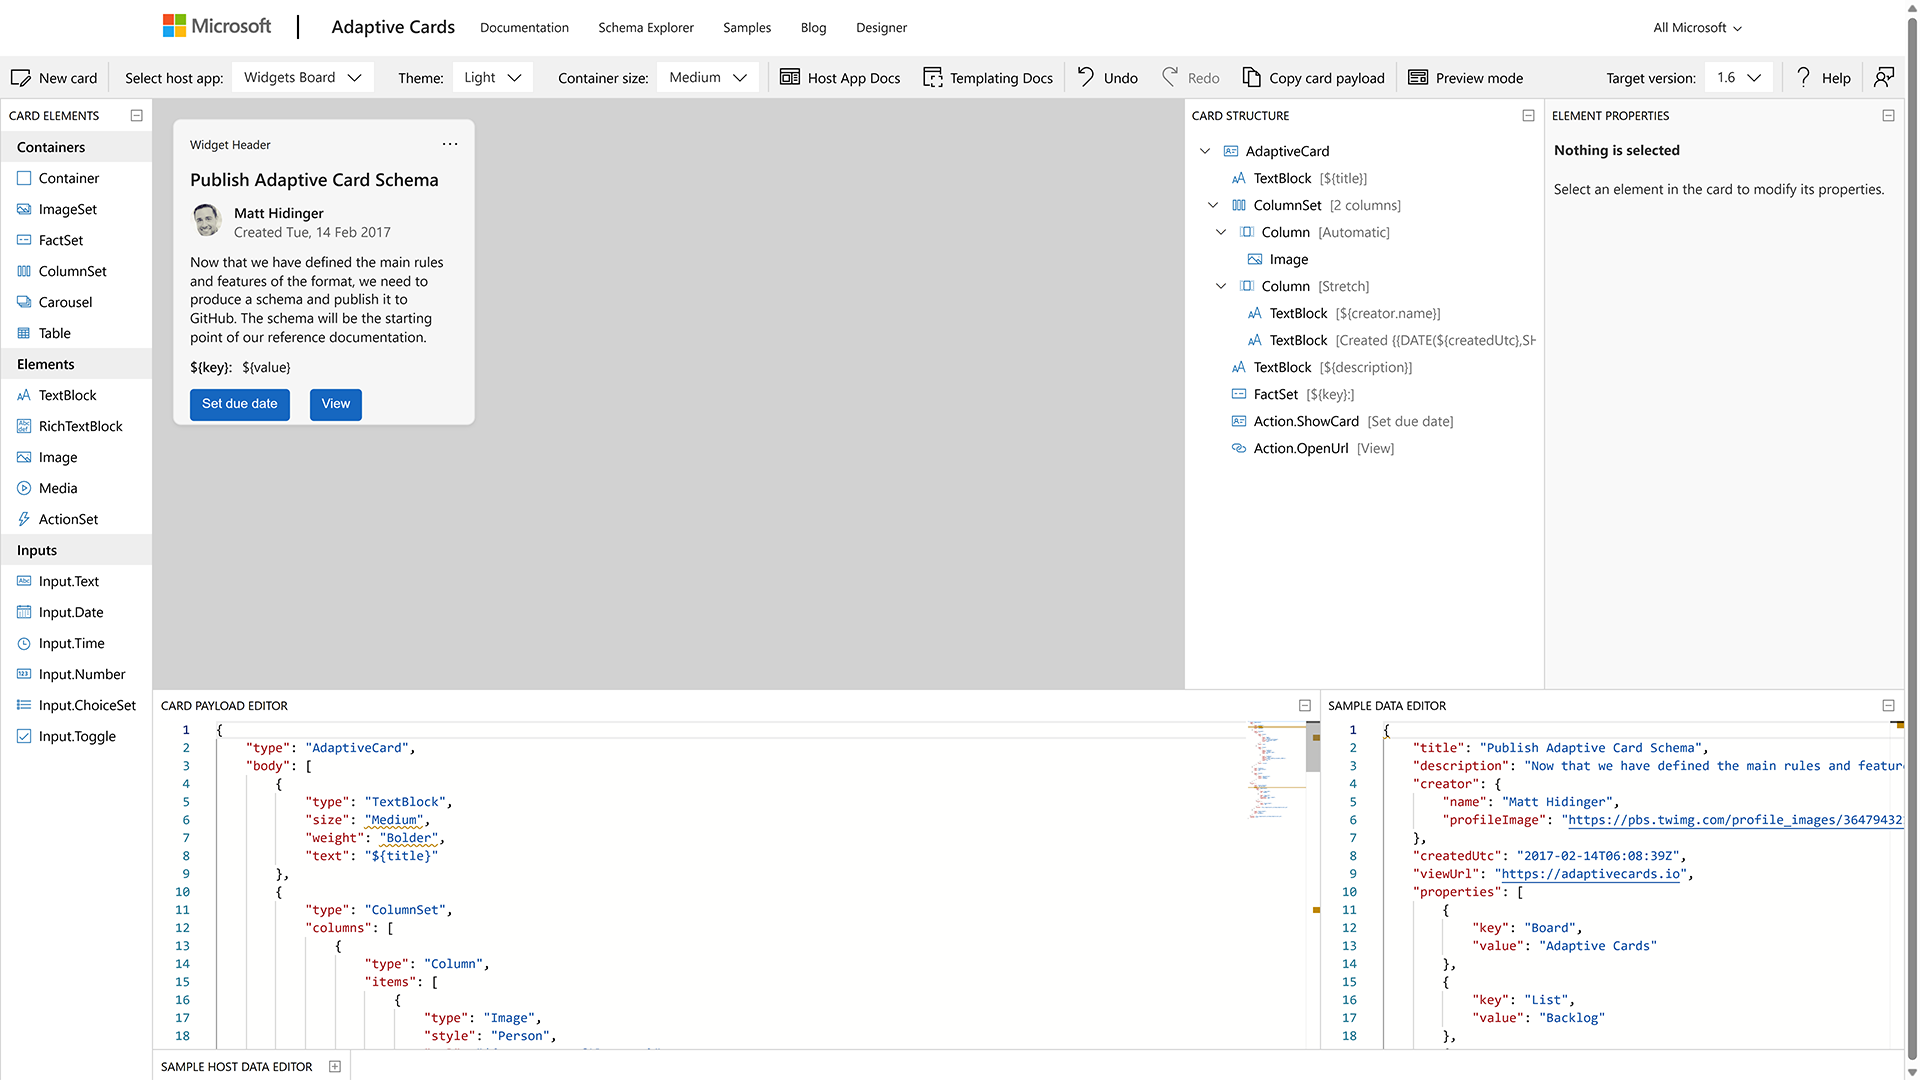 Microsoft
Adaptive Cards
Documentation
Schema Explorer
Samples
Blog
Designer
All Microsoft
New card
Select host app:
Widgets Board
Theme:
Light
Container size:
Medium
Host App Docs
Templating Docs
Undo
Redo
Copy card payload
Preview mode
Target version:
1.6
Help
CARD ELEMENTS
Containers
Container
ImageSet
FactSet
ColumnSet
Carousel
Table
Elements
TextBlock
RichTextBlock
Image
Media
ActionSet
Inputs
Input.Text
Input.Date
Input.Time
Input.Number
Input.ChoiceSet
Input.Toggle
Widget Header
Publish Adaptive Card Schema
Matt Hidinger
Created Tue, 14 Feb 2017
Now that we have defined the main rules
and features of the format, we need to
produce a schema and publish it to
GitHub. The schema will be the starting
point of our reference documentation.
${key}: ${value}
Set due date
View
CARD STRUCTURE
AdaptiveCard
TextBlock [${title}]
ColumnSet [2 columns]
Column [Automatic]
Image
Column [Stretch]
TextBlock [${creator.name}]
TextBlock [Created {{DATE(${createdUtc},SH
TextBlock [${description}]
FactSet [${key}:]
Action.ShowCard [Set due date]
Action.OpenUrl [View]
ELEMENT PROPERTIES
Nothing is selected
Select an element in the card to modify its properties.
CARD PAYLOAD EDITOR
1 {
2 "type": "AdaptiveCard",
3 "body": [
4 {
5 "type": "TextBlock",
6 "size": "Medium",
7 "weight": "Bolder",
8 "text": "${title}"
9 },
10 {
11 "type": "ColumnSet",
12 "columns": [
13 {
14 "type": "Column",
15 "items": [
16 {
17 "type": "Image",
18 "style": "Person",
SAMPLE DATA EDITOR
1 {
2 "title": "Publish Adaptive Card Schema",
3 "description": "Now that we have defined the main rules and featur
4 "creator": {
5 "name": "Matt Hidinger",
6 "profileImage": "https://pbs.twimg.com/profile_images/36479432
7 },
8 "createdUtc": "2017-02-14T06:08:39Z",
9 "viewUrl": "https://adaptivecards.io",
10 "properties": [
11 {
12 "key": "Board",
13 "value": "Adaptive Cards"
14 },
15 {
16 "key": "List",
17 "value": "Backlog"
18 },
SAMPLE HOST DATA EDITOR